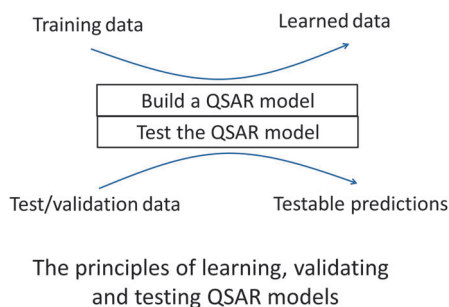 Training data
Learned data
Build a QSAR model
Test the QSAR model
Test/validation data
Testable predictions
The principles of learning, validating
and testing QSAR models